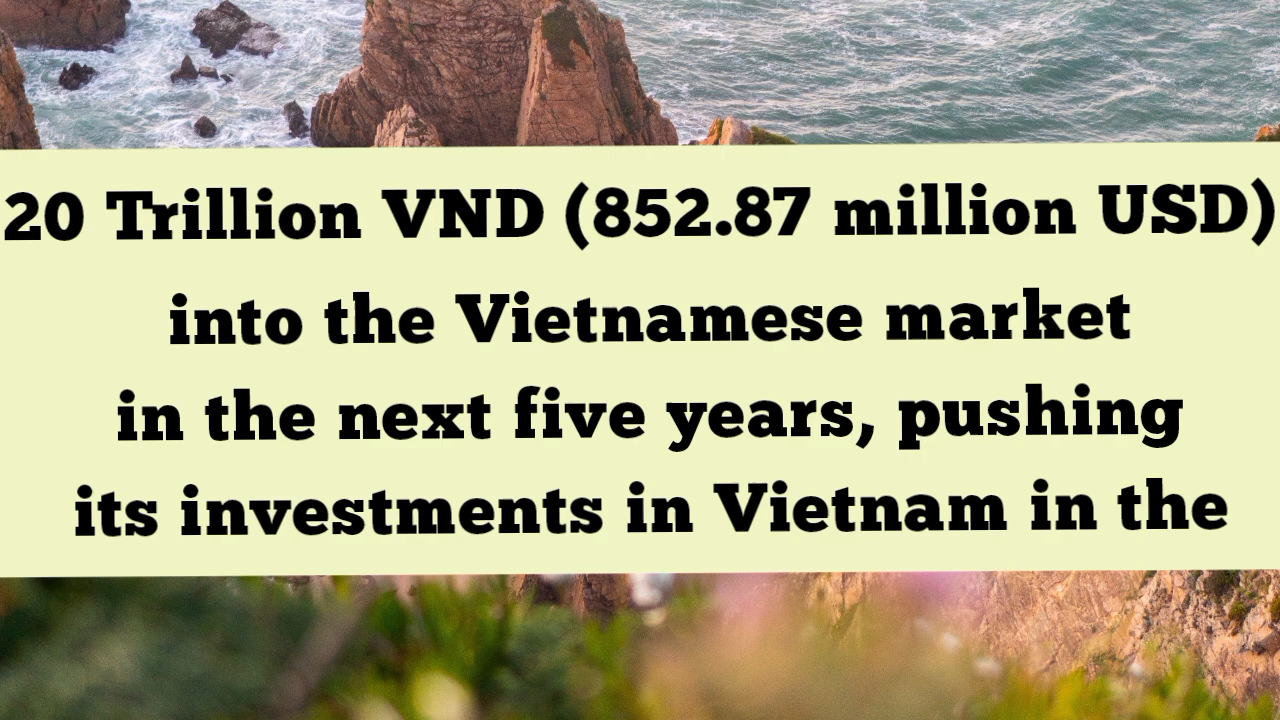 20 Trillion VND (852.87 million USD)
into the Vietnamese market
in the next five years, pushing
its investments in Vietnam in the